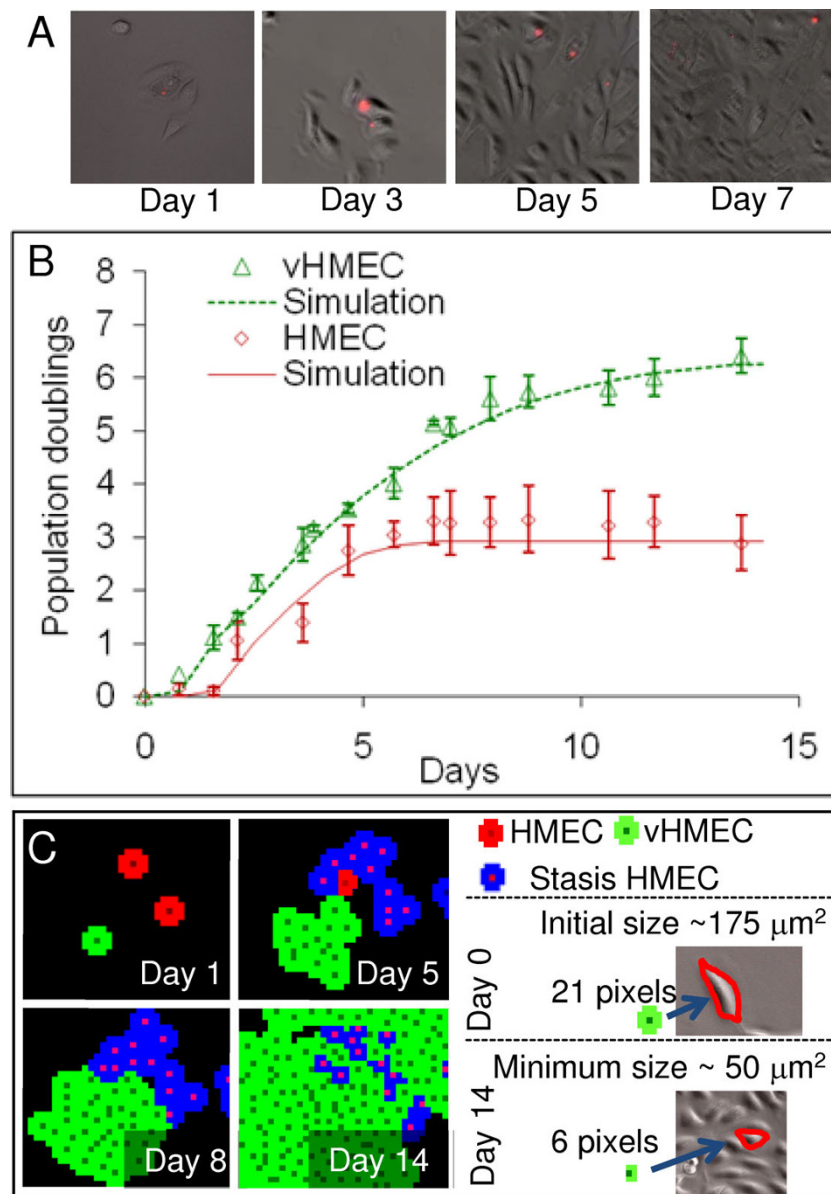 A
Day 1
Day 3
Day 5
Day 7
B
8
7
6
5
4
3
2
1
0
Population doublings
vHMEC
Simulation
HMEC
Simulation
0
5
10
15
Days
C
Day 1
Day 5
Day 8
Day 14
HMEC
vHMEC
Stasis HMEC
Day 0
Initial size ~175 μm²
21 pixels
Day 14
Minimum size ~ 50 μm²
6 pixels